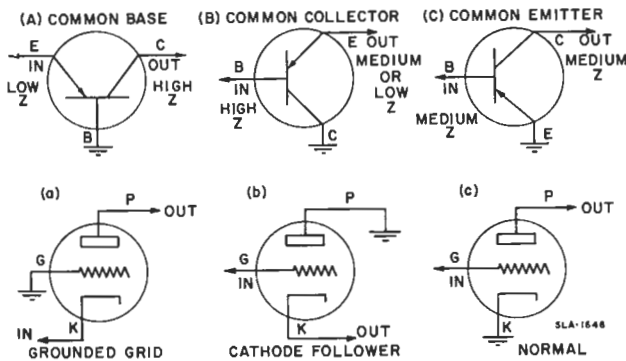 (A) COMMON BASE
E
IN
LOW
Z
C
OUT
HIGH
Z
B
(B) COMMON COLLECTOR
E OUT
MEDIUM
OR
LOW
Z
B
IN
HIGH
Z
C
(C) COMMON EMITTER
C OUT
MEDIUM
Z
B
IN
MEDIUM
Z
E
(a)
P
OUT
G
K
IN
GROUNDED GRID
(b)
P
G
IN
K
OUT
CATHODE FOLLOWER
(c)
P
OUT
G
IN
K
SLA-1646
NORMAL